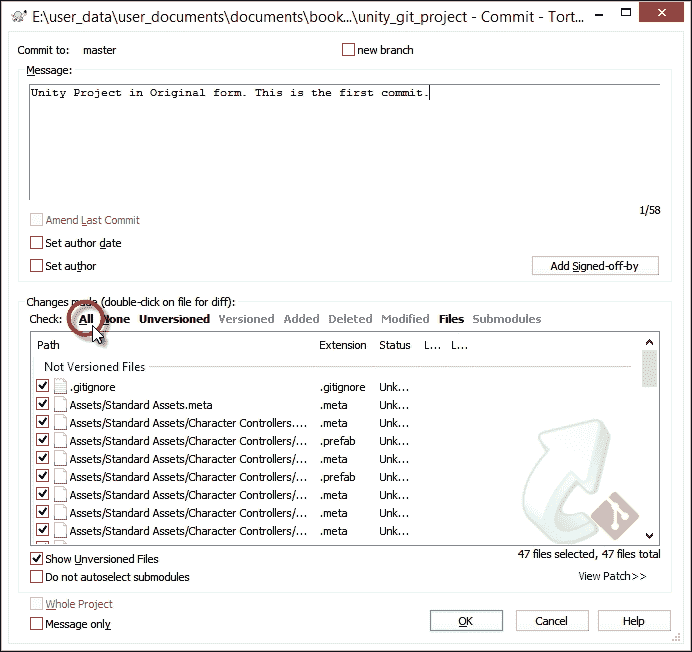 E:\user_data\user_documents\documents\book...\unity_git_project - Commit - Tort...
Commit to: master new branch
Message:
Unity Project in Original form. This is the first commit.
1/58
Amend Last Commit
Set author date
Set author Add Signed-off-by
Changes made (double-click on file for diff):
Check: All None Unversioned Versioned Added Deleted Modified Files Submodules
Path Extension Status L... L...
Not Versioned Files
.gitignore .gitignore Unk...
Assets/Standard Assets.meta .meta Unk...
Assets/Standard Assets/Character Controllers.... .meta Unk...
Assets/Standard Assets/Character Controllers/... .prefab Unk...
Assets/Standard Assets/Character Controllers/... .meta Unk...
Assets/Standard Assets/Character Controllers/... .prefab Unk...
Assets/Standard Assets/Character Controllers/... .meta Unk...
Assets/Standard Assets/Character Controllers/... .meta Unk...
Assets/Standard Assets/Character Controllers/... .meta Unk...
Show Unversioned Files 47 files selected, 47 files total
Do not autoselect submodules View Patch>>
Whole Project
Message only OK Cancel Help